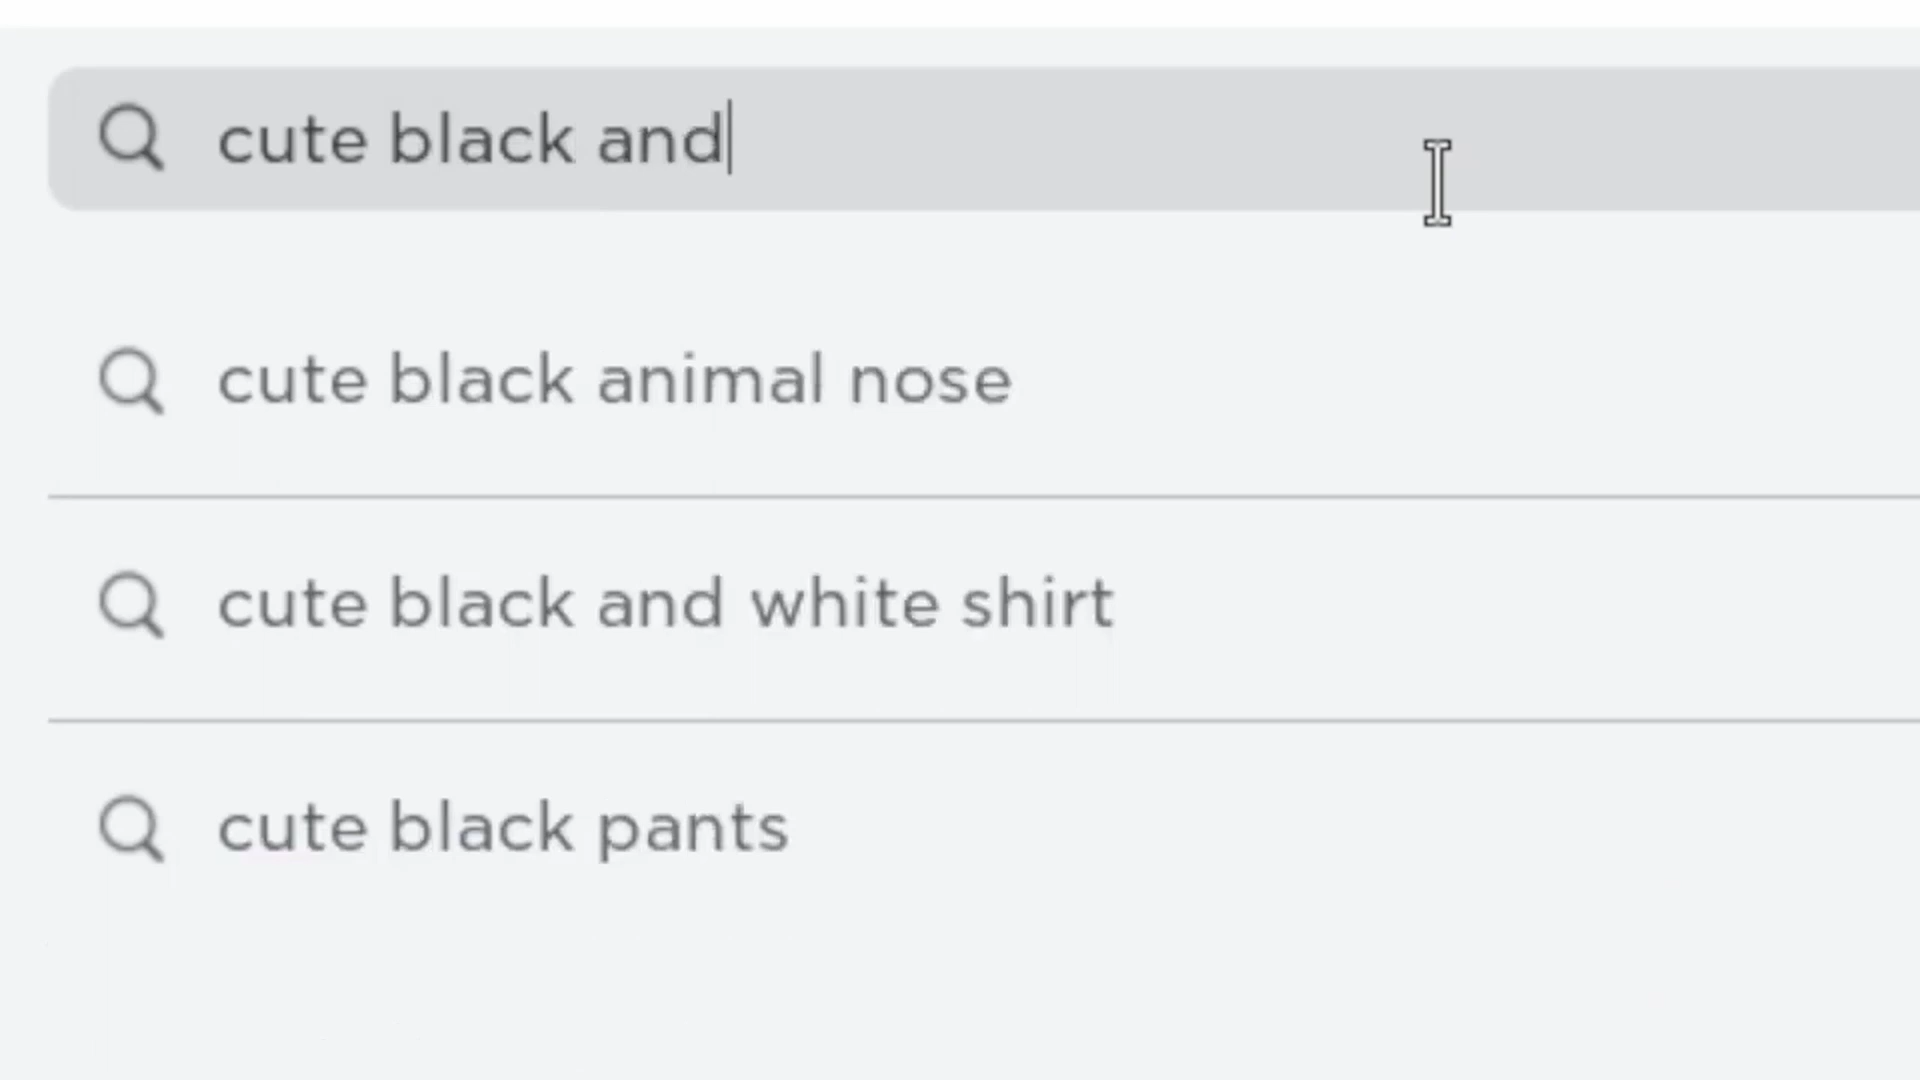 cute black and
cute black animal nose
cute black and white shirt
cute black pants